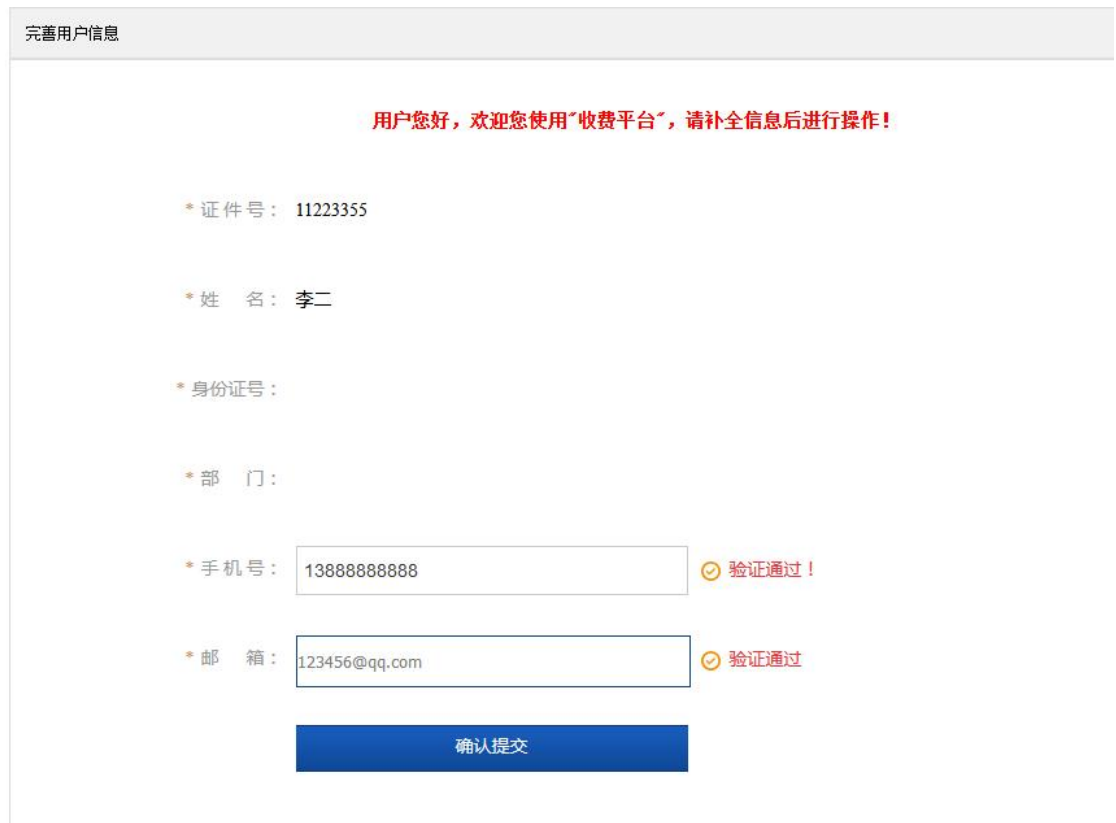 完善用户信息
用户您好，欢迎您使用"收费平台"，请补全信息后进行操作！
* 证件号： 11223355
* 姓 名： 李二
* 身份证号：
* 部 门：
* 手机号： 13888888888 验证通过！
* 邮 箱： 123456@qq.com 验证通过
确认提交